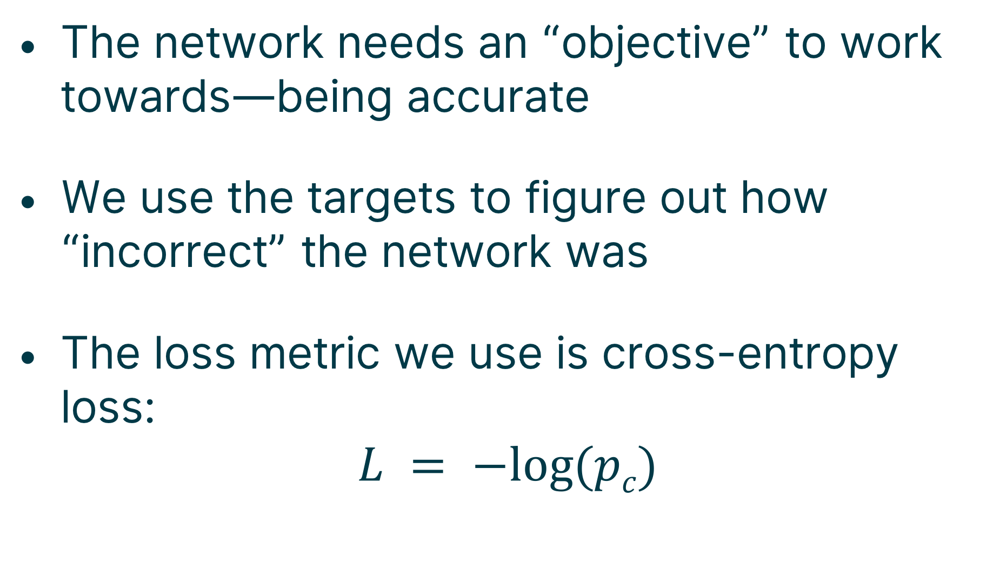 • The network needs an “objective” to work
towards—being accurate
• We use the targets to figure out how
“incorrect” the network was
• The loss metric we use is cross-entropy
loss:
L = −log(p_c)